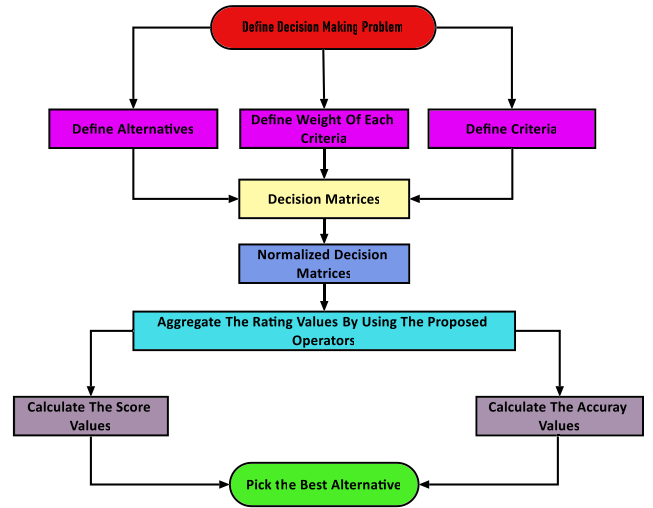 Define Decision Making Problem
Define Alternatives
Define Weight Of Each
Criteria
Define Criteria
Decision Matrices
Normalized Decision
Matrices
Aggregate The Rating Values By Using The Proposed
Operators
Calculate The Score
Values
Calculate The Accuray
Values
Pick the Best Alternative